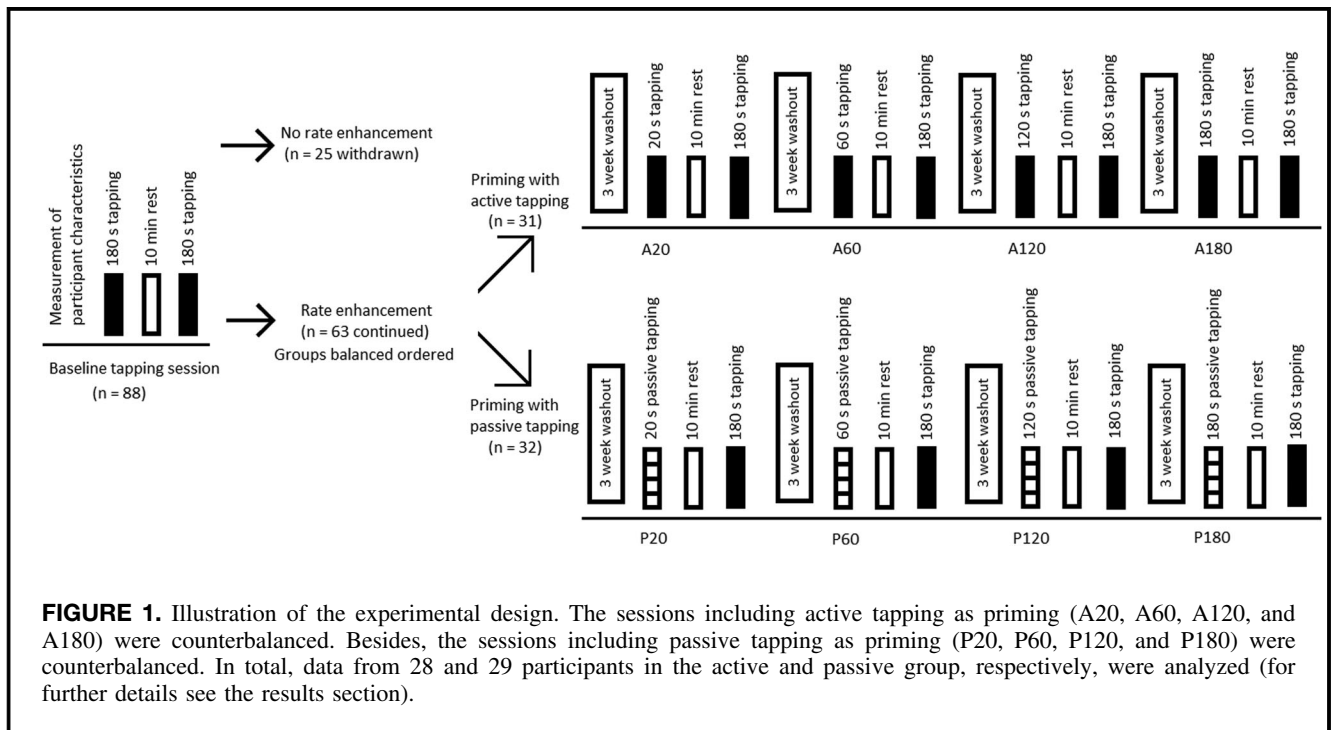 Measurement of
participant characteristics
180 s tapping
10 min rest
180 s tapping
Baseline tapping session
(n = 88)
No rate enhancement
(n = 25 withdrawn)
Rate enhancement
(n = 63 continued)
Groups balanced ordered
Priming with
active tapping
(n = 31)
3 week washout
20 s tapping
10 min rest
180 s tapping
A20
3 week washout
60 s tapping
10 min rest
180 s tapping
A60
3 week washout
120 s tapping
10 min rest
180 s tapping
A120
3 week washout
180 s tapping
10 min rest
180 s tapping
A180
Priming with
passive tapping
(n = 32)
3 week washout
20 s passive tapping
10 min rest
180 s tapping
P20
3 week washout
60 s passive tapping
10 min rest
180 s tapping
P60
3 week washout
120 s passive tapping
10 min rest
180 s tapping
P120
3 week washout
180 s passive tapping
10 min rest
180 s tapping
P180
FIGURE 1. Illustration of the experimental design. The sessions including active tapping as priming (A20, A60, A120, and
A180) were counterbalanced. Besides, the sessions including passive tapping as priming (P20, P60, P120, and P180) were
counterbalanced. In total, data from 28 and 29 participants in the active and passive group, respectively, were analyzed (for
further details see the results section).